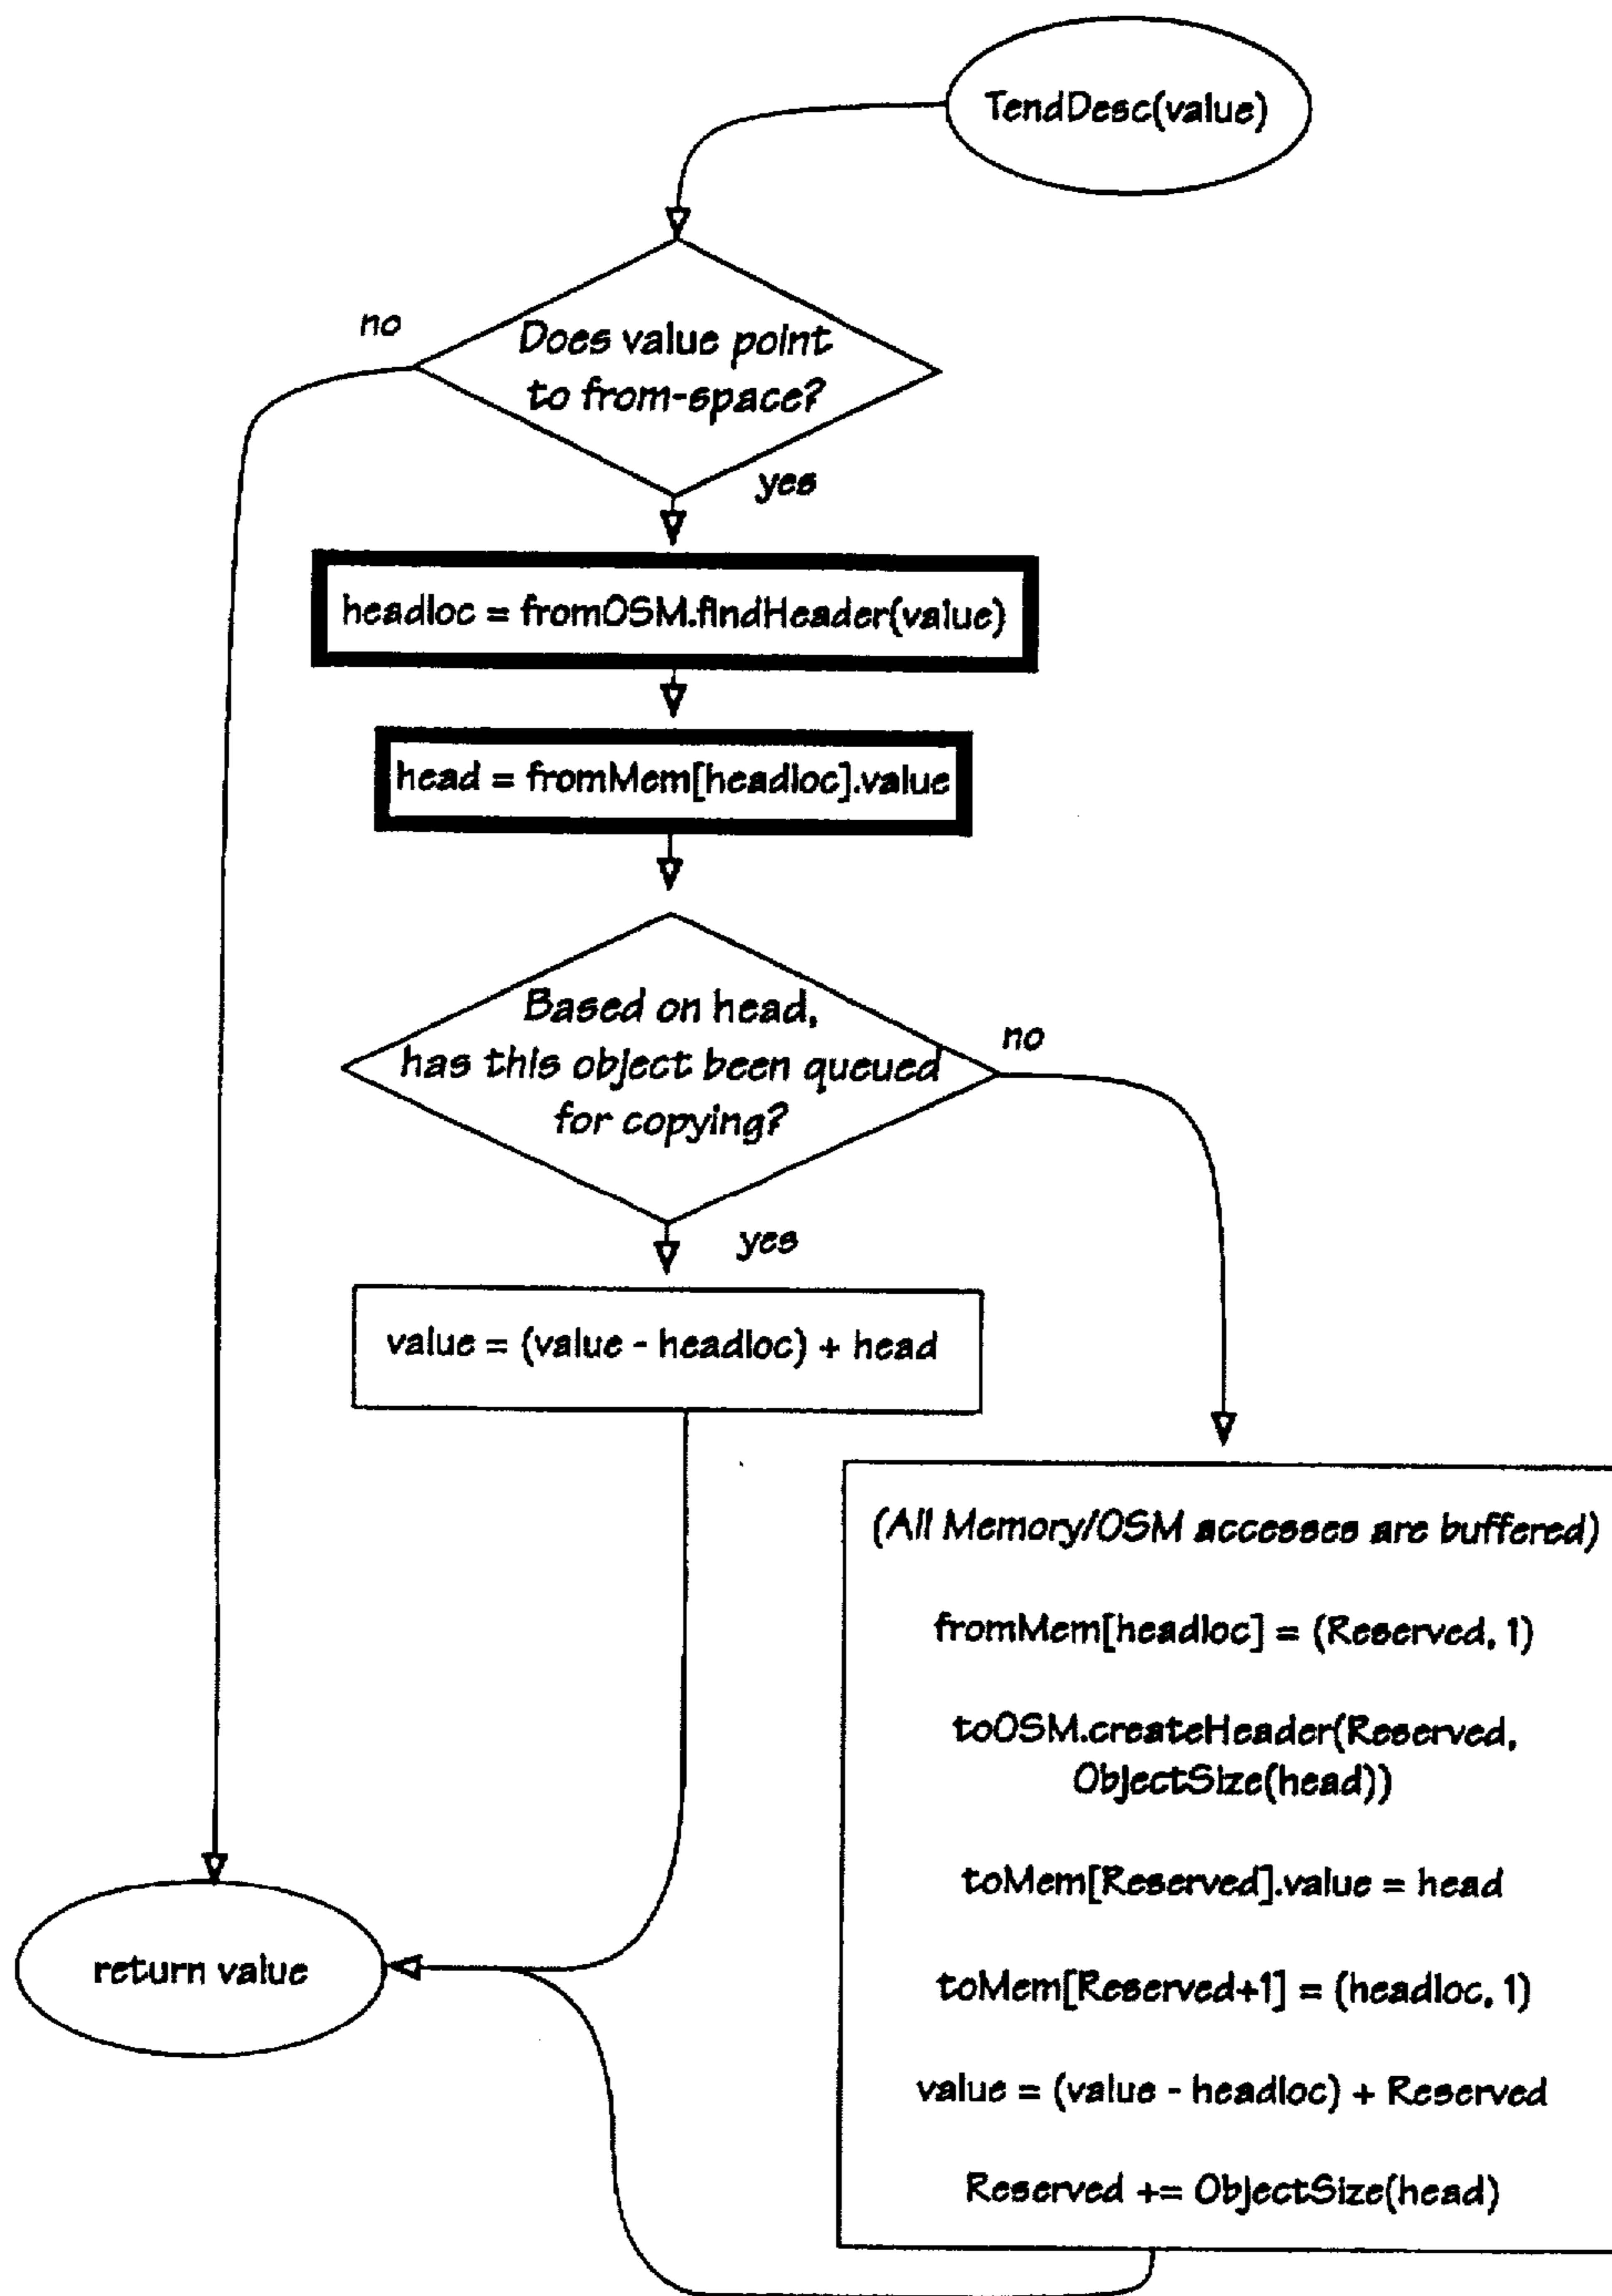 TendDesc(value)
no
Does value point
to from-space?
yes
headloc = fromOSM.findHeader(value)
head = fromMem[headloc].value
Based on head,
has this object been queued
for copying?
no
yes
value = (value - headloc) + head
(All Memory/OSM accesses are buffered)
fromMem[headloc] = (Reserved, 1)
toOSM.createHeader(Reserved,
ObjectSize(head))
toMem[Reserved].value = head
toMem[Reserved+1] = (headloc, 1)
value = (value - headloc) + Reserved
Reserved += ObjectSize(head)
return value